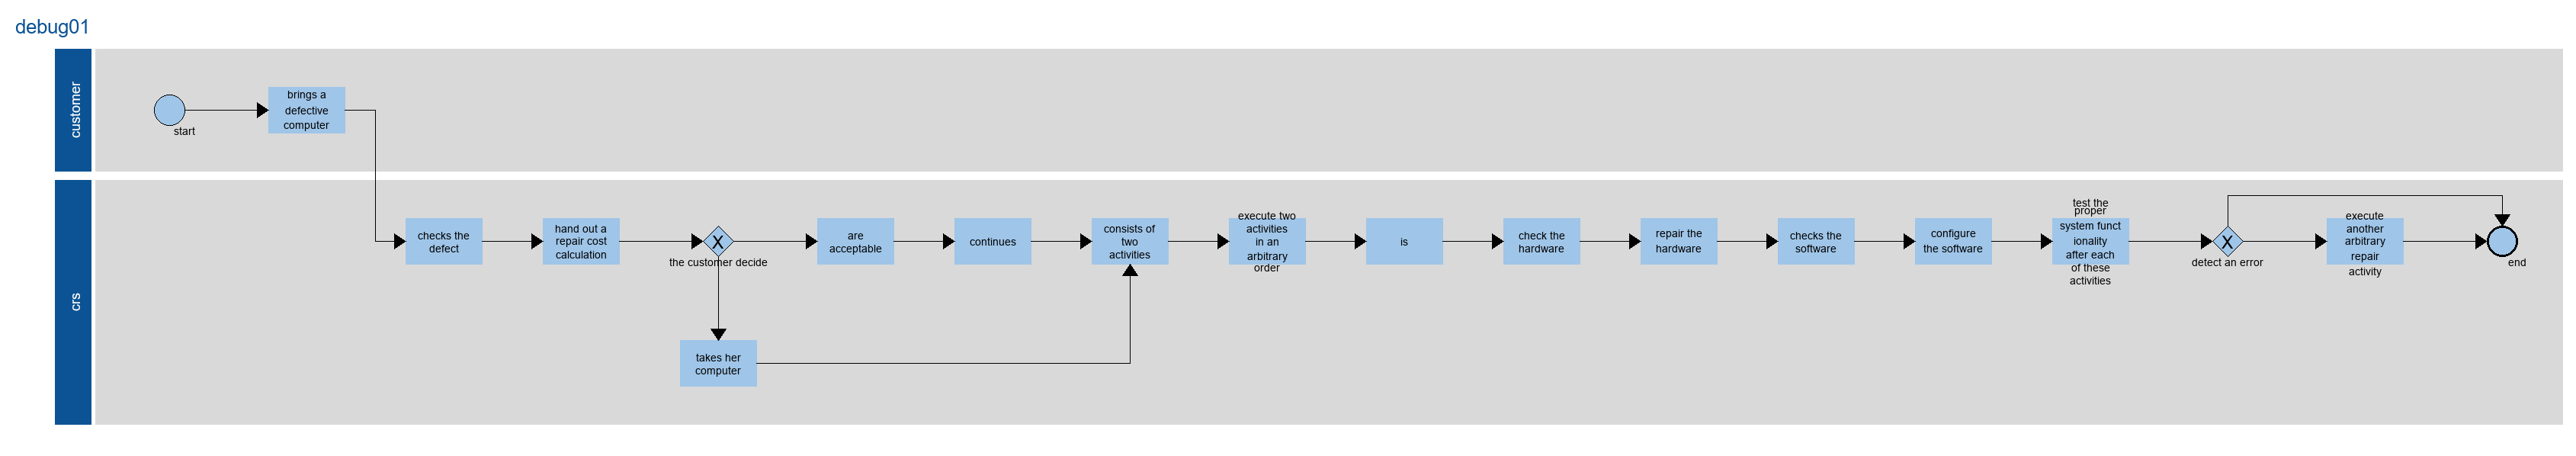 debug01
customer
start
brings a
defective
computer
crs
checks the
defect
hand out a
repair cost
calculation
X
the customer decide
takes her
computer
are
acceptable
continues
consists of
two
activities
execute two
activities
in an
arbitrary
order
is
check the
hardware
repair the
hardware
checks the
software
configure
the software
test the
proper
system funct
ionality
after each
of these
activities
X
detect an error
execute
another
arbitrary
repair
activity
end